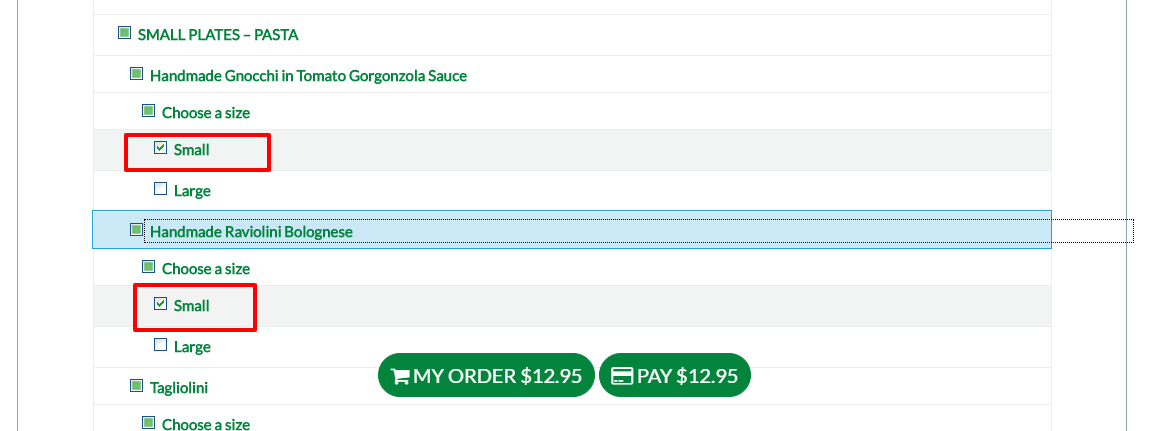 SMALL PLATES – PASTA
Handmade Gnocchi in Tomato Gorgonzola Sauce
Choose a size
Small
Large
Handmade Raviolini Bolognese
Choose a size
Small
Large
MY ORDER $12.95 PAY $12.95
Tagliolini
Choose a size